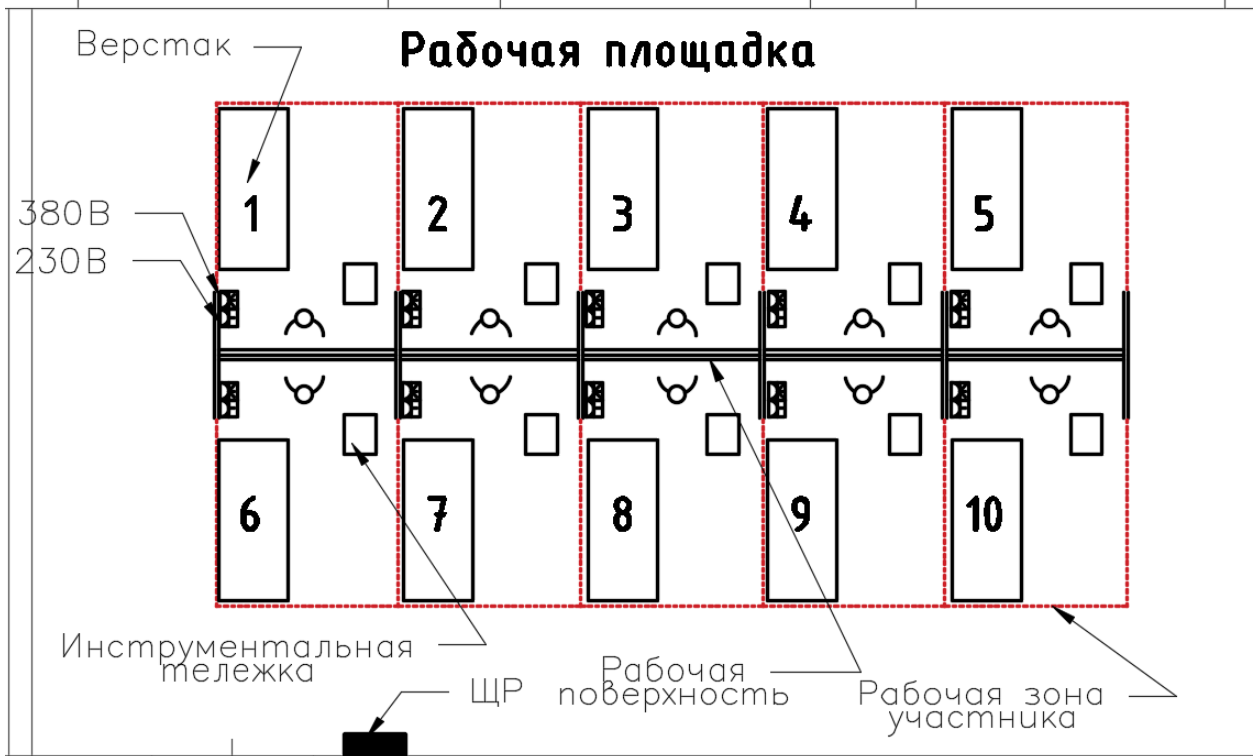 Верстак
Рабочая площадка
1
2
3
4
5
380В
230В
6
7
8
9
10
Инструментальная
тележка
ЩР
Рабочая
поверхность
Рабочая зона
участника